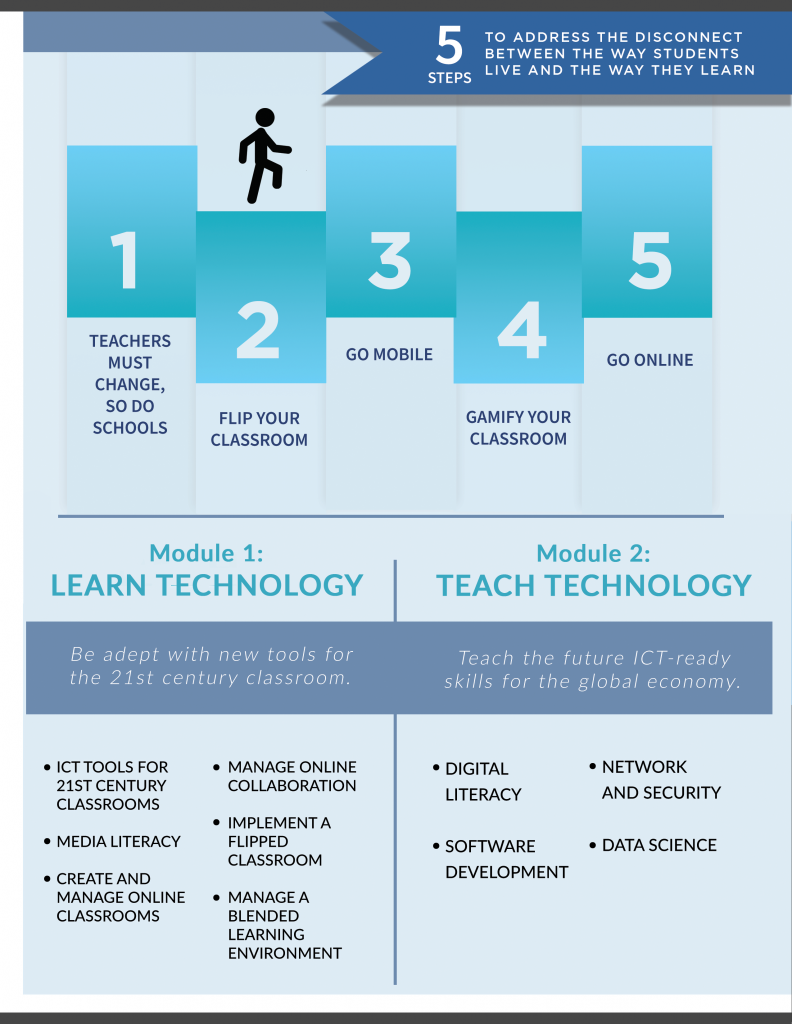 5
STEPS
TO ADDRESS THE DISCONNECT
BETWEEN THE WAY STUDENTS
LIVE AND THE WAY THEY LEARN
1
TEACHERS
MUST
CHANGE,
SO DO
SCHOOLS
2
FLIP YOUR
CLASSROOM
3
GO MOBILE
4
GAMIFY YOUR
CLASSROOM
5
GO ONLINE
Module 1:
LEARN TECHNOLOGY
Be adept with new tools for
the 21st century classroom.
• ICT TOOLS FOR
21ST CENTURY
CLASSROOMS
• MEDIA LITERACY
• CREATE AND
MANAGE ONLINE
CLASSROOMS
• MANAGE ONLINE
COLLABORATION
• IMPLEMENT A
FLIPPED
CLASSROOM
• MANAGE A
BLENDED
LEARNING
ENVIRONMENT
Module 2:
TEACH TECHNOLOGY
Teach the future ICT-ready
skills for the global economy.
• DIGITAL
LITERACY
• SOFTWARE
DEVELOPMENT
• NETWORK
AND SECURITY
• DATA SCIENCE